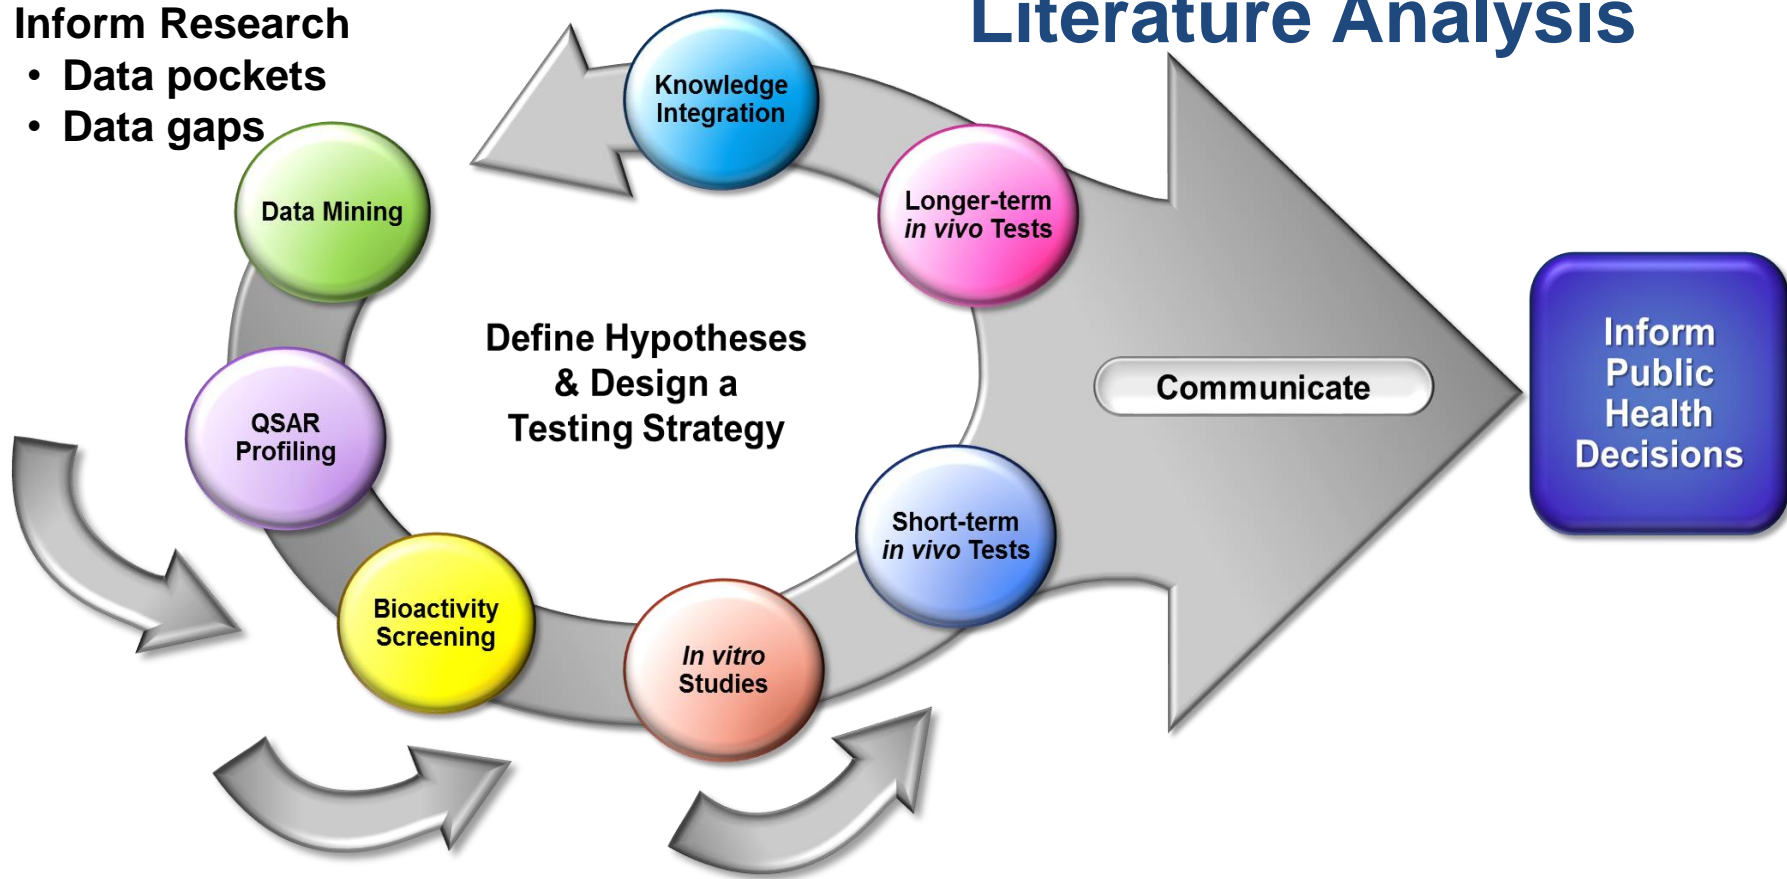 Literature Analysis
Inform Research
• Data pockets
• Data gaps
Knowledge
Integration
Longer-term
in vivo Tests
Data Mining
Define Hypotheses
& Design a
Testing Strategy
QSAR
Profiling
Communicate
Inform
Public
Health
Decisions
Short-term
in vivo Tests
Bioactivity
Screening
In vitro
Studies